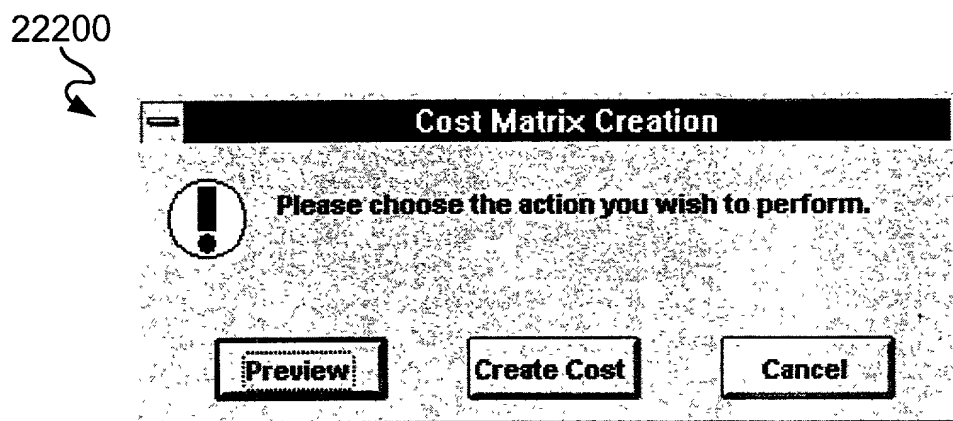 22200
Cost Matrix Creation
Please choose the action you wish to perform.
Preview Create Cost Cancel